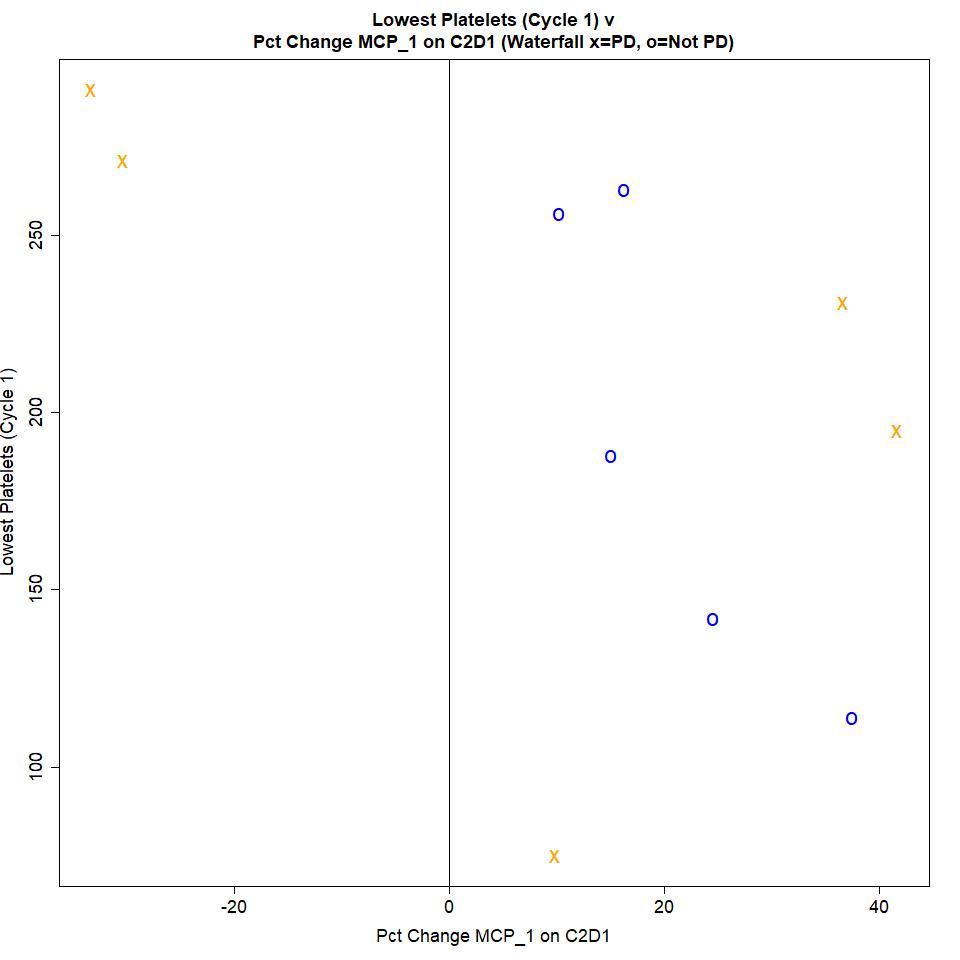 Lowest Platelets (Cycle 1) v
Pct Change MCP_1 on C2D1 (Waterfall x=PD, o=Not PD)
Lowest Platelets (Cycle 1)
250
200
150
100
X
X
O
O
X
X
O
O
O
X
-20
0
20
40
Pct Change MCP_1 on C2D1